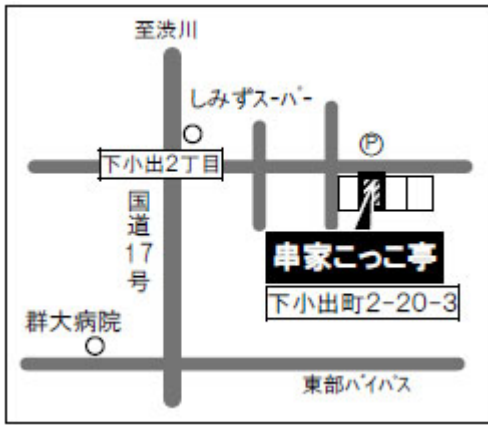 至渋川
しみずスーパー
Ⓟ
下小出2丁目
国道17号
串家こっこ亭
下小出町2-20-3
群大病院
東部バイパス